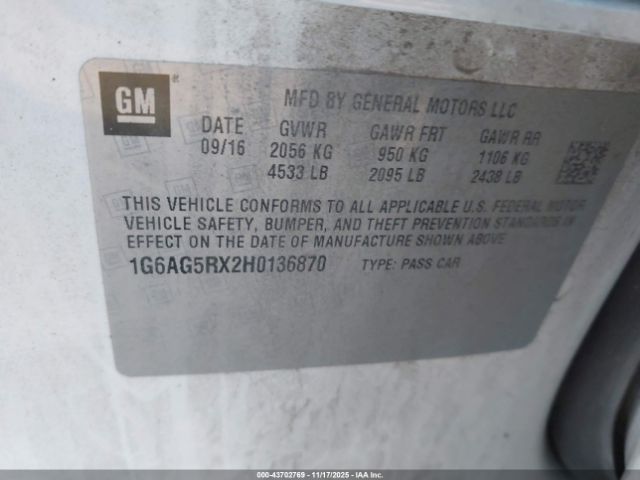 GM ®
MFD BY GENERAL MOTORS LLC
DATE GVWR GAWR FRT GAWR RR
09/16 2056 KG 950 KG 1106 KG
4533 LB 2095 LB 2438 LB
THIS VEHICLE CONFORMS TO ALL APPLICABLE U.S. FEDERAL MOTOR
VEHICLE SAFETY, BUMPER, AND THEFT PREVENTION STANDARDS IN
EFFECT ON THE DATE OF MANUFACTURE SHOWN ABOVE
1G6AG5RX2H0136870 TYPE: PASS CAR
000-43702769 - 11/17/2025 - IAAI.COM